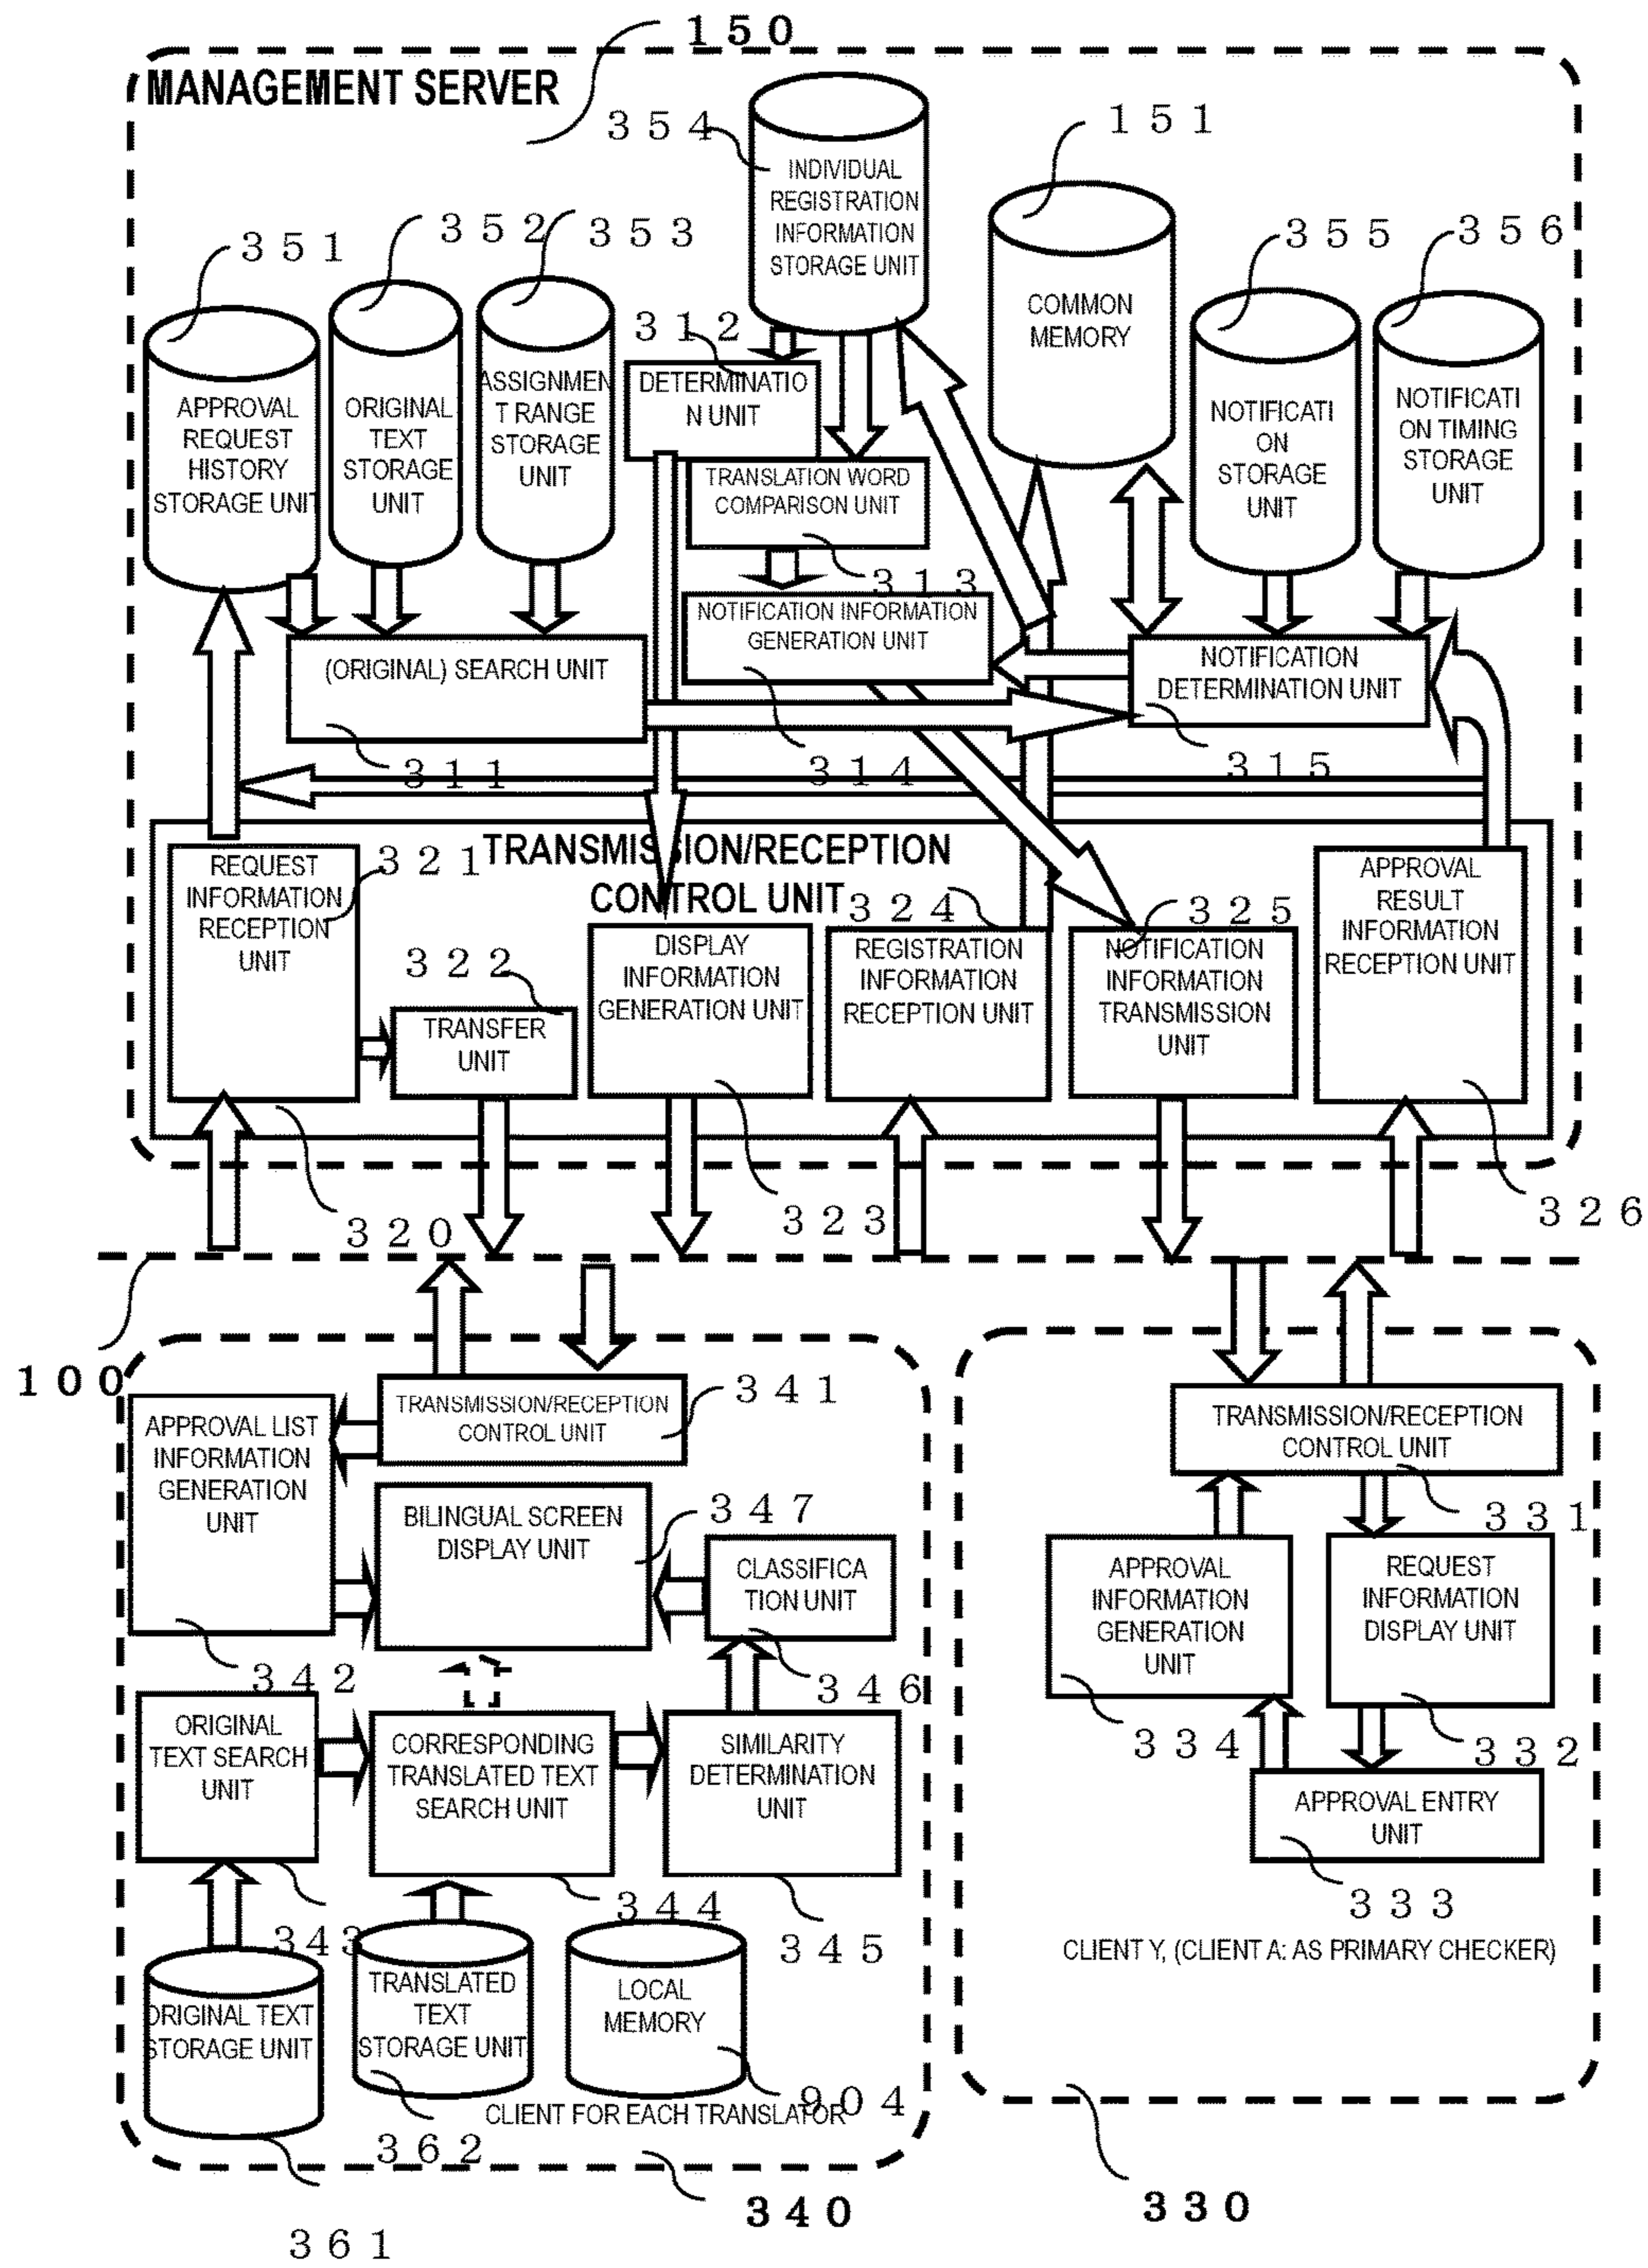 150
MANAGEMENT SERVER
354
INDIVIDUAL
REGISTRATION
INFORMATION
STORAGE UNIT
151
COMMON
MEMORY
351
APPROVAL
REQUEST
HISTORY
STORAGE UNIT
352
ORIGINAL
TEXT
STORAGE
UNIT
353
ASSIGNMEN
T RANGE
STORAGE
UNIT
312
DETERMINATIO
N UNIT
355
NOTIFICATI
ON
STORAGE
UNIT
356
NOTIFICATI
ON TIMING
STORAGE
UNIT
TRANSLATION WORD
COMPARISON UNIT
313
NOTIFICATION INFORMATION
GENERATION UNIT
314
(ORIGINAL) SEARCH UNIT
311
NOTIFICATION
DETERMINATION UNIT
315
TRANSMISSION/RECEPTION
CONTROL UNIT
REQUEST
INFORMATION
RECEPTION
UNIT
321
322
TRANSFER
UNIT
DISPLAY
INFORMATION
GENERATION UNIT
324
REGISTRATION
INFORMATION
RECEPTION UNIT
325
NOTIFICATION
INFORMATION
TRANSMISSION
UNIT
APPROVAL
RESULT
INFORMATION
RECEPTION UNIT
320
323
326
100
TRANSMISSION/RECEPTION
CONTROL UNIT
341
APPROVAL LIST
INFORMATION
GENERATION
UNIT
342
BILINGUAL SCREEN
DISPLAY UNIT
347
CLASSIFICA
TION UNIT
346
ORIGINAL
TEXT SEARCH
UNIT
343
CORRESPONDING
TRANSLATED TEXT
SEARCH UNIT
344
SIMILARITY
DETERMINATION
UNIT
345
ORIGINAL TEXT
STORAGE UNIT
361
TRANSLATED
TEXT
STORAGE UNIT
362
LOCAL
MEMORY
904
CLIENT FOR EACH TRANSLATOR
340
TRANSMISSION/RECEPTION
CONTROL UNIT
331
APPROVAL
INFORMATION
GENERATION
UNIT
334
REQUEST
INFORMATION
DISPLAY UNIT
332
APPROVAL ENTRY
UNIT
333
CLIENT Y, (CLIENT A: AS PRIMARY CHECKER)
330